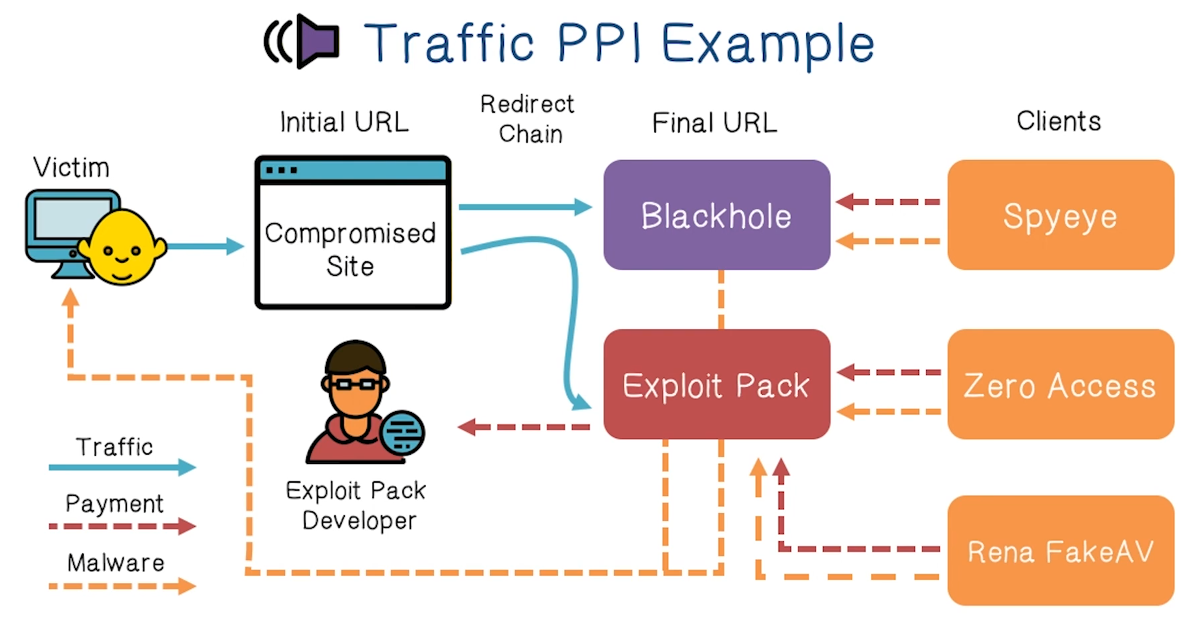 Traffic PPI Example
Initial URL
Redirect
Chain
Final URL
Clients
Victim
Compromised
Site
Blackhole
Spyeye
Exploit Pack
Zero Access
Traffic
Payment
Malware
Exploit Pack
Developer
Rena FakeAV